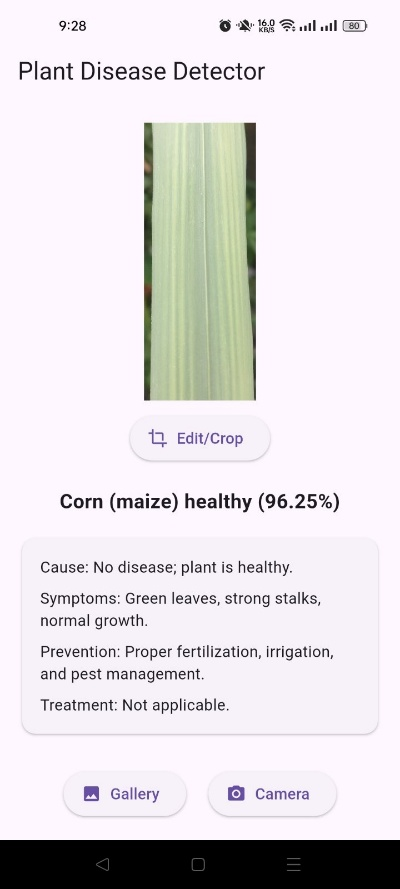 9:28
16.0
KB/S
80
Plant Disease Detector
Edit/Crop
Corn (maize) healthy (96.25%)
Cause: No disease; plant is healthy.
Symptoms: Green leaves, strong stalks,
normal growth.
Prevention: Proper fertilization, irrigation,
and pest management.
Treatment: Not applicable.
Gallery
Camera